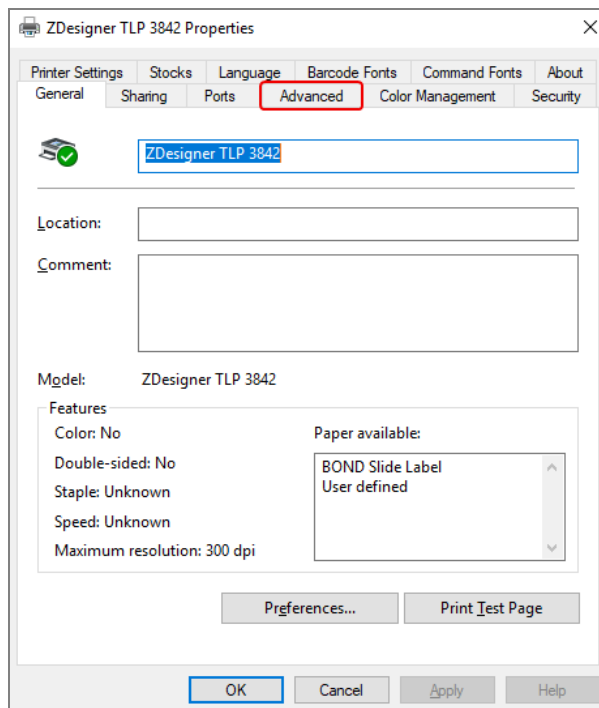 ZDesigner TLP 3842 Properties
Printer Settings Stocks Language Barcode Fonts Command Fonts About
General Sharing Ports Advanced Color Management Security
ZDesigner TLP 3842
Location:
Comment:
Model: ZDesigner TLP 3842
Features
Color: No Paper available:
Double-sided: No BOND Slide Label
User defined
Staple: Unknown
Speed: Unknown
Maximum resolution: 300 dpi
Preferences... Print Test Page
OK Cancel Apply Help